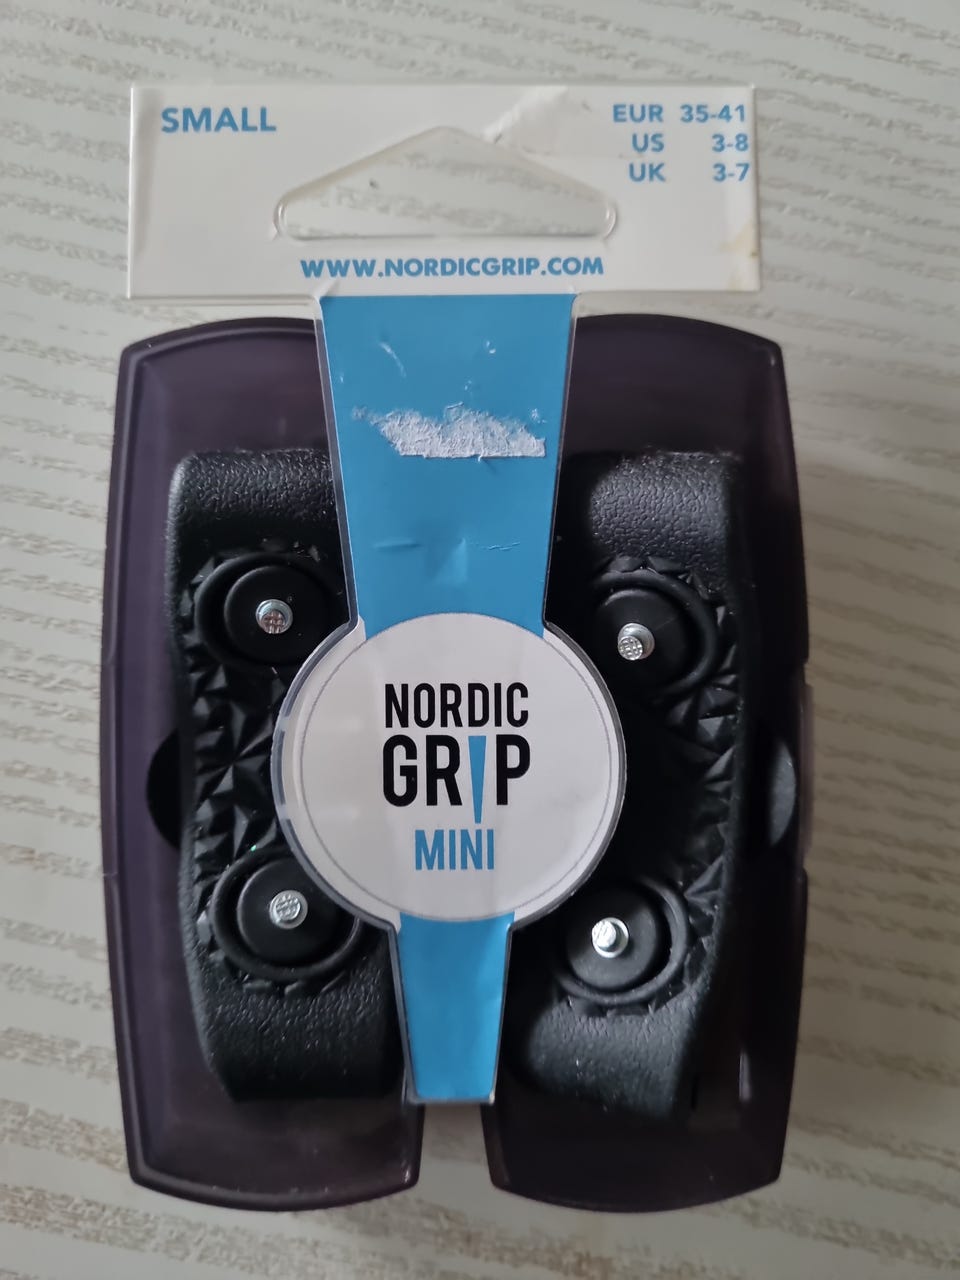 SMALL
EUR 35-41
US 3-8
UK 3-7
WWW.NORDICGRIP.COM
NORDIC
GRIP
MINI